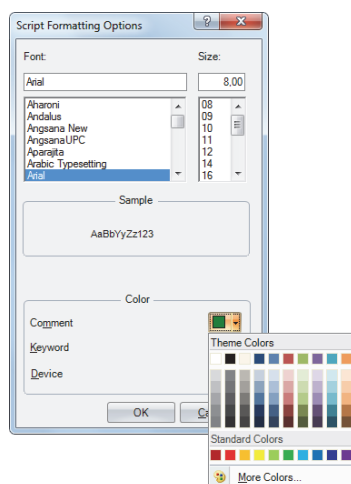 Script Formatting Options
Font:
Size:
Arial
8,00
Aharoni
Andalus
Angsana New
AngsanaUPC
Aparajita
Arabic Typesetting
Arial
08
09
10
11
12
14
16
Sample
AaBbYyZz123
Color
Comment
Keyword
Device
OK
Theme Colors
Standard Colors
More Colors...